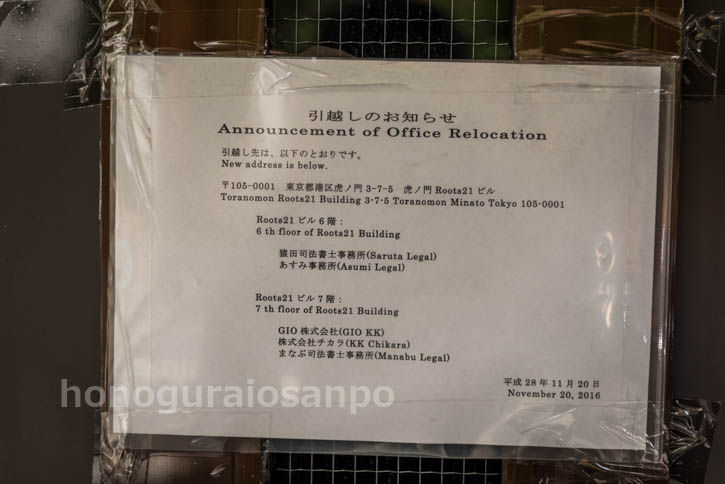 引越しのお知らせ
Announcement of Office Relocation
引越し先は、以下のとおりです。
New address is below.
〒105-0001 東京都港区虎ノ門 3-7-5 虎ノ門 Roots21 ビル
Toranomon Roots21 Building 3-7-5 Toranomon Minato Tokyo 105-0001
Roots21 ビル 6 階：
6 th floor of Roots21 Building
猿田司法書士事務所(Saruta Legal)
あすみ事務所(Asumi Legal)
Roots21 ビル 7 階：
7 th floor of Roots21 Building
GIO 株式会社(GIO KK)
株式会社チカラ(KK Chikara)
まなぶ司法書士事務所(Manabu Legal)
平成 28 年 11 月 20 日
November 20, 2016
honoguraiosanpo